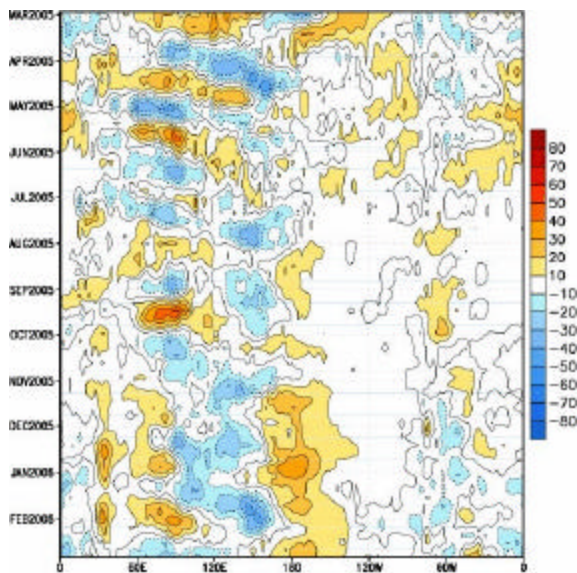 MAR2005
APR2005
MAY2005
JUN2005
JUL2005
AUG2005
SEP2005
OCT2005
NOV2005
DEC2005
JAN2006
FEB2006
80
70
60
50
40
30
20
10
-10
-20
-30
-40
-50
-60
-70
-80
0
60E
120E
180
120W
60W
0